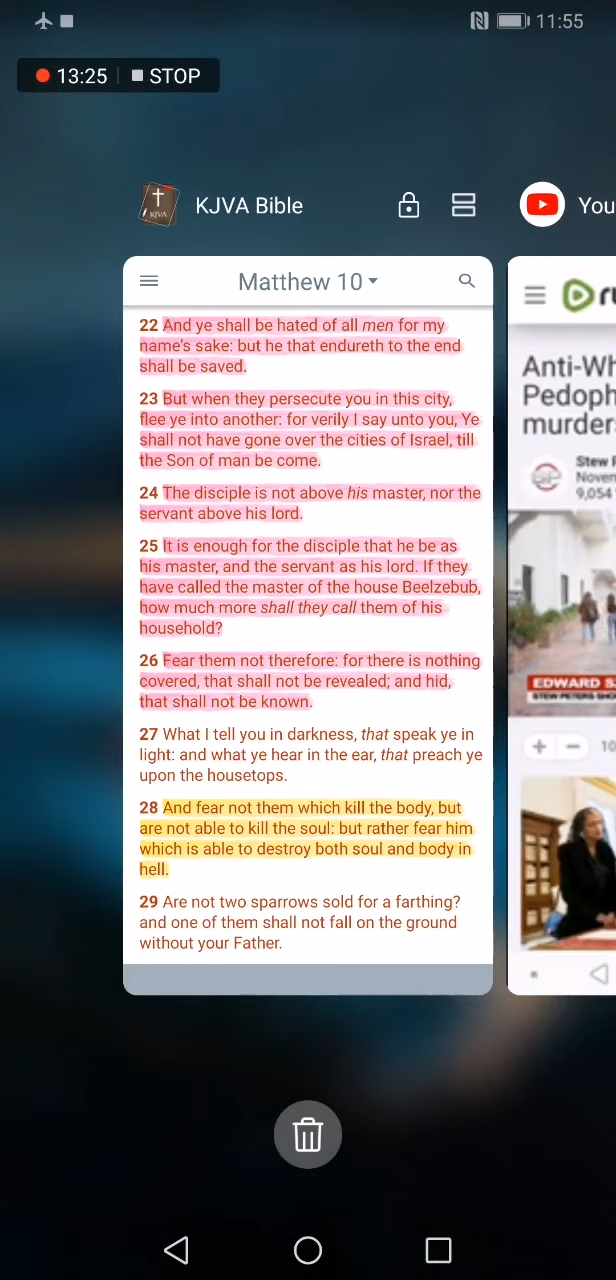 11:55
13:25 STOP
KJVA Bible
You
KJVA
Matthew 10
22 And ye shall be hated of all men for my
name's sake: but he that endureth to the end
shall be saved.
23 But when they persecute you in this city,
flee ye into another: for verily I say unto you, Ye
shall not have gone over the cities of Israel, till
the Son of man be come.
24 The disciple is not above his master, nor the
servant above his lord.
25 It is enough for the disciple that he be as
his master, and the servant as his lord. If they
have called the master of the house Beelzebub,
how much more shall they call them of his
household?
26 Fear them not therefore: for there is nothing
covered, that shall not be revealed; and hid,
that shall not be known.
27 What I tell you in darkness, that speak ye in
light: and what ye hear in the ear, that preach ye
upon the housetops.
28 And fear not them which kill the body, but
are not able to kill the soul: but rather fear him
which is able to destroy both soul and body in
hell.
29 Are not two sparrows sold for a farthing?
and one of them shall not fall on the ground
without your Father.
ru
Anti-Wh
Pedoph
murder
Stew P
Novem
9,054
EDWARD S
STEW PETERS SHO
10